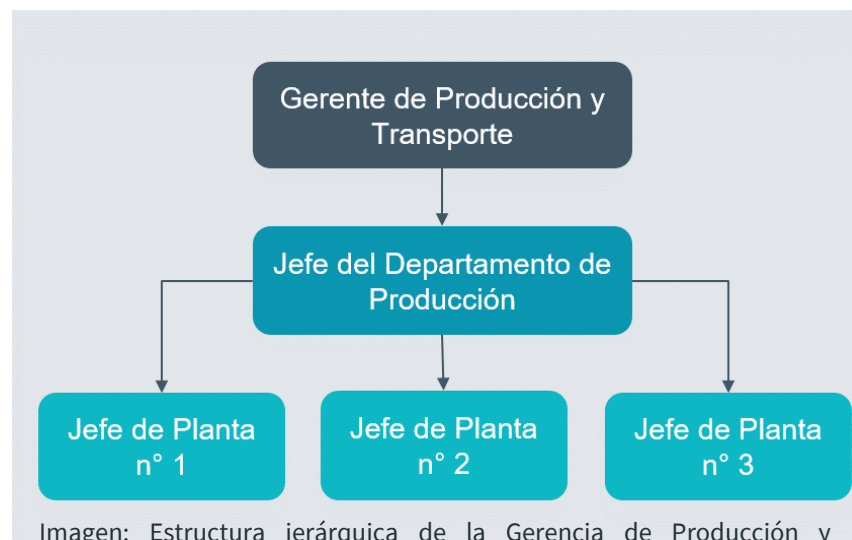 Gerente de Producción y
Transporte
Jefe del Departamento de
Producción
Jefe de Planta
n° 1
Jefe de Planta
n° 2
Jefe de Planta
n° 3
Imagen: Estructura jerárquica de la Gerencia de Producción y